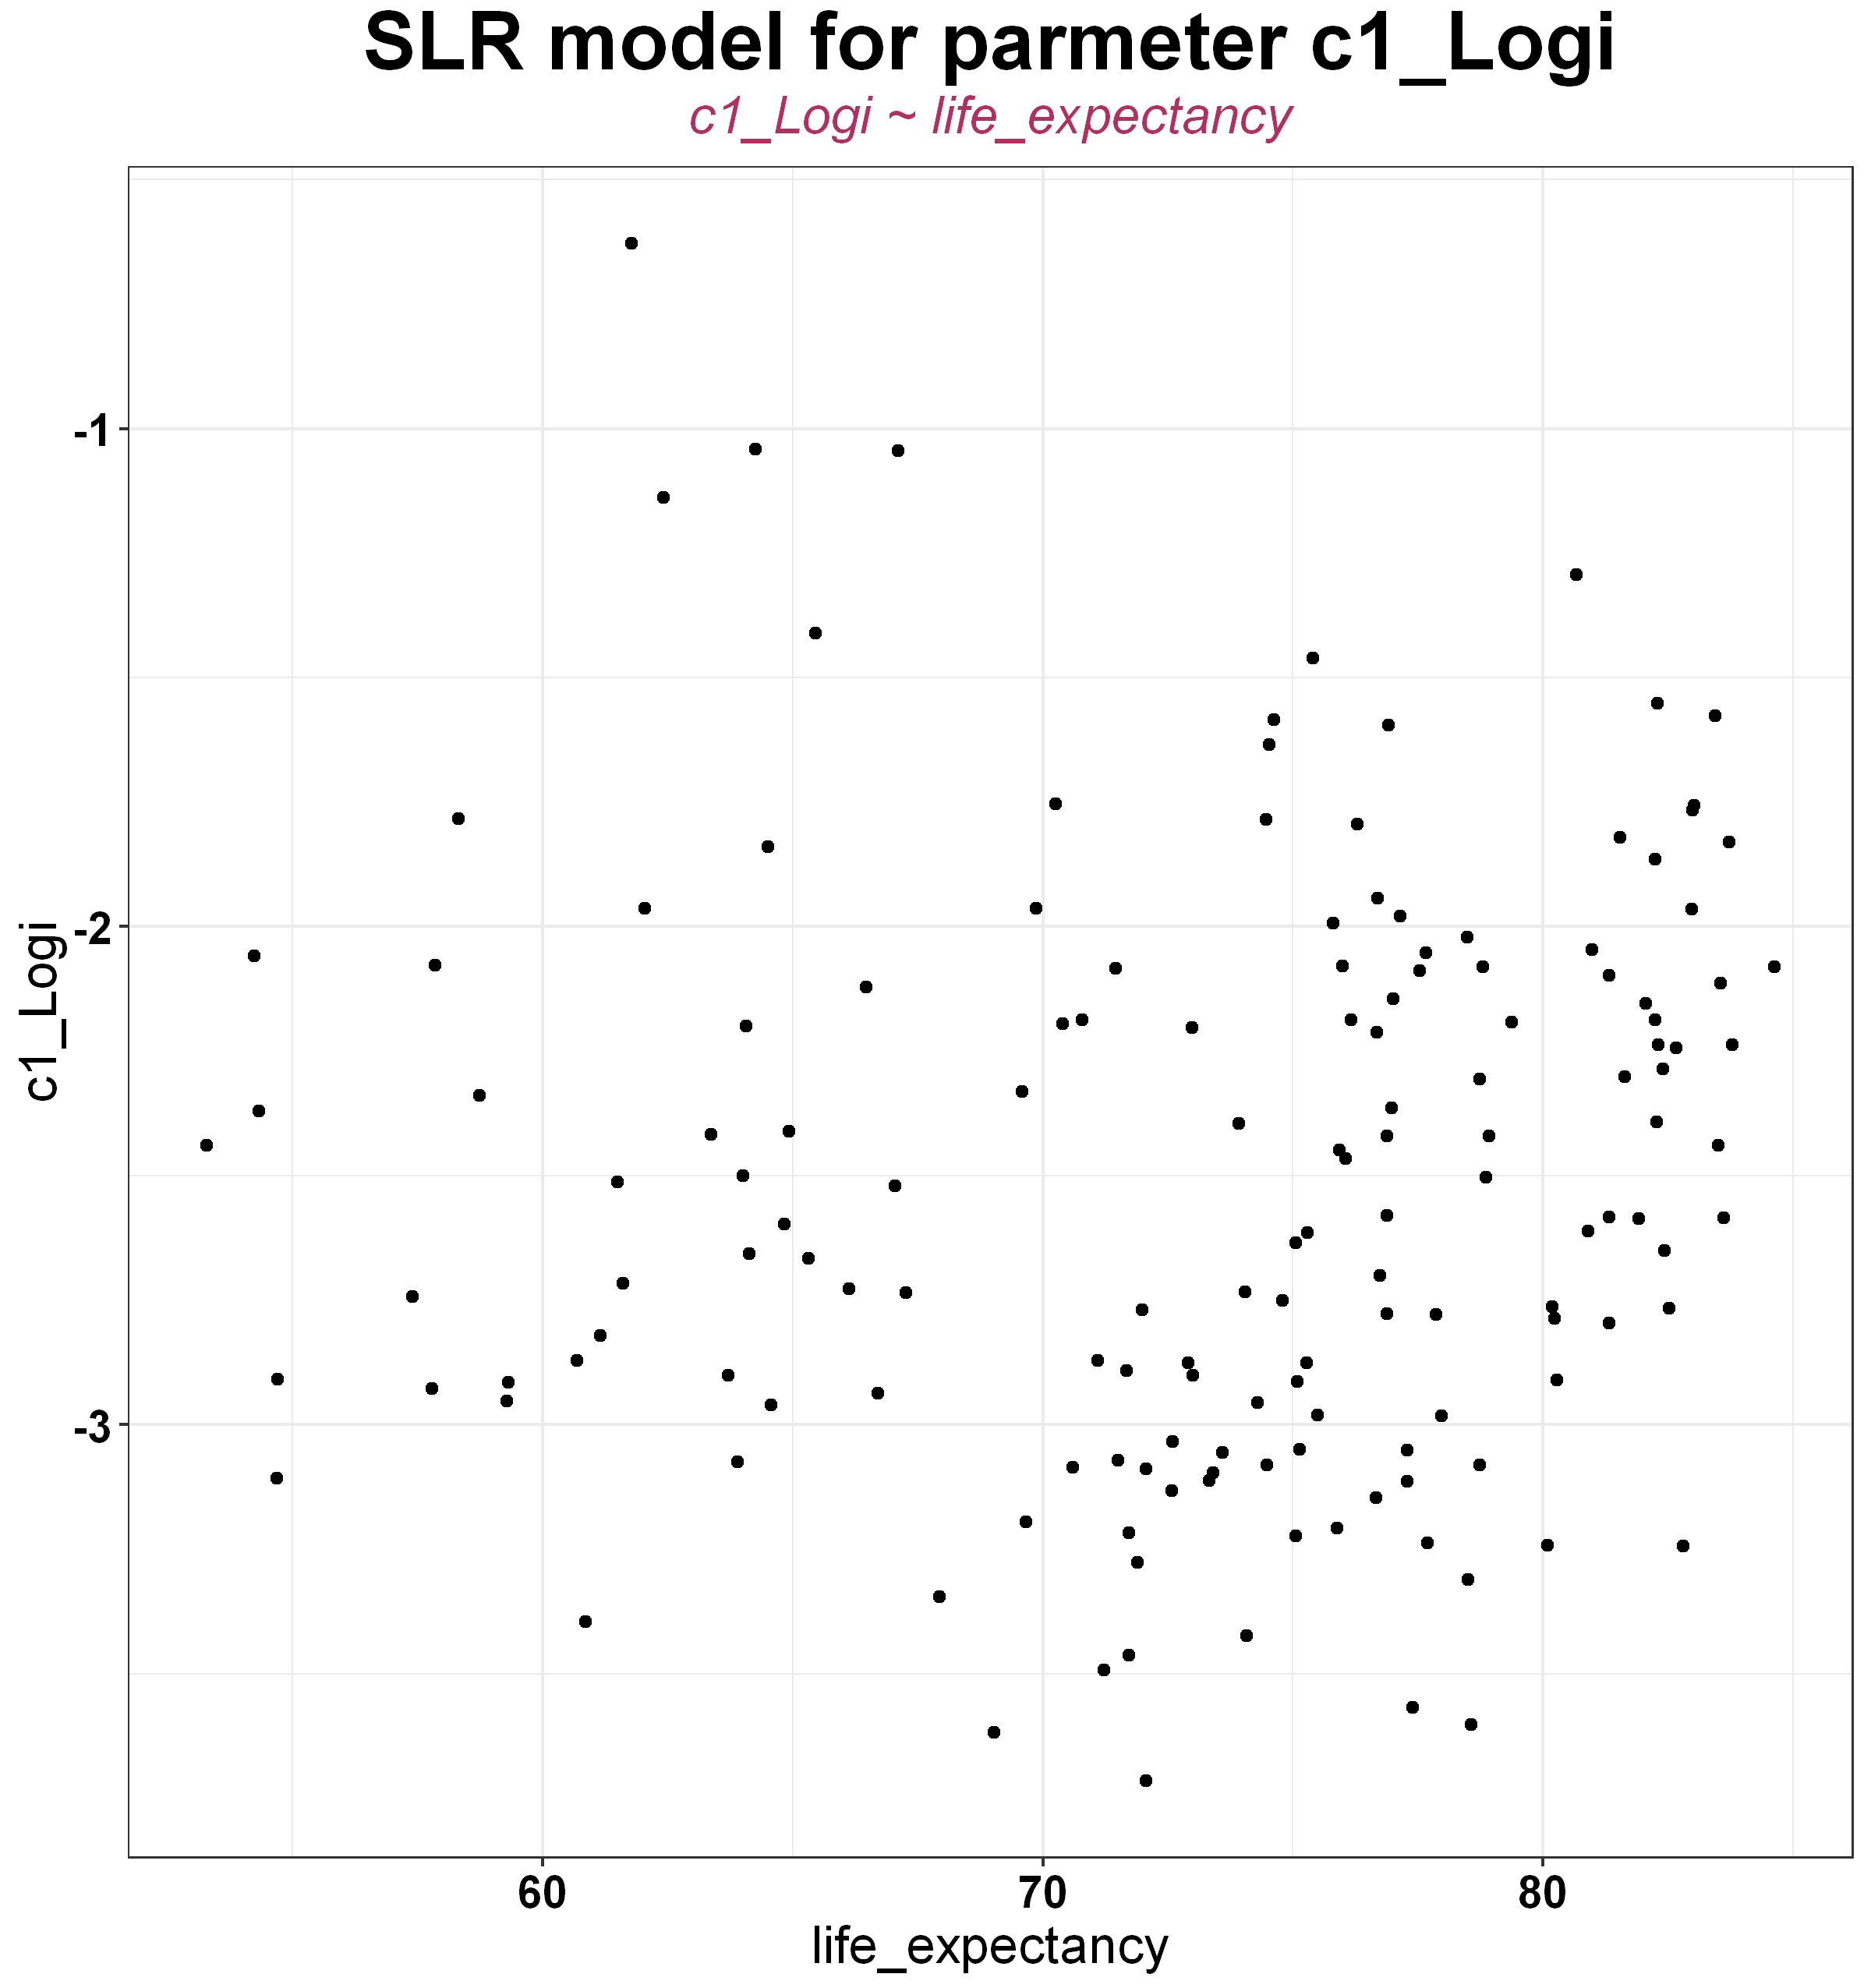 SLR model for parmeter c1_Logi
c1_Logi ~ life_expectancy
-1
-2
-3
c1_Logi
60 70 80
life_expectancy